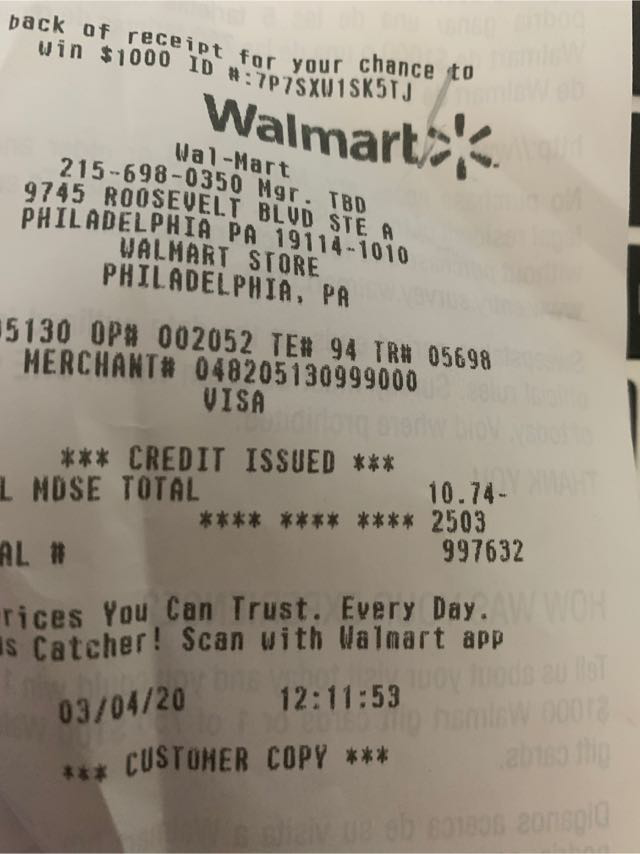 back of receipt for your chance to
win $1000 ID #:7P7SXW1SK5TJ
Walmart
Wal-Mart
215-698-0350 Mgr. TBD
9745 ROOSEVELT BLVD STE A
PHILADELPHIA PA 19114-1010
WALMART STORE
PHILADELPHIA, PA
05130 OP# 002052 TE# 94 TR# 05698
MERCHANT# 048205130999000
VISA
*** CREDIT ISSUED ***
L MDSE TOTAL 10.74-
**** **** **** 2503
AL # 997632
rices You Can Trust. Every Day.
s Catcher! Scan with Walmart app
03/04/20 12:11:53
*** CUSTOMER COPY ***